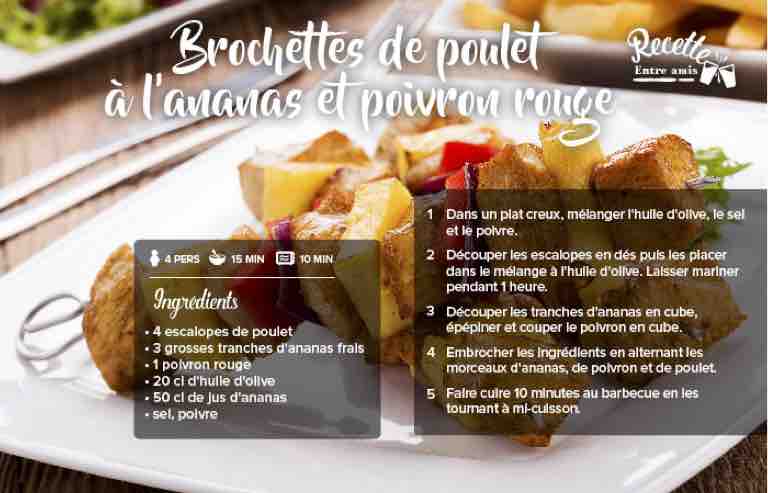 Brochettes de poulet
à l'ananas et poivron rouge
Recette
Entre amis
4 PERS 15 MIN 10 MIN
Ingrédients
• 4 escalopes de poulet
• 3 grosses tranches d'ananas frais
• 1 poivron rouge
• 20 cl d'huile d'olive
• 50 cl de jus d'ananas
• sel, poivre
1 Dans un plat creux, mélanger l'huile d'olive, le sel
et le poivre.
2 Découper les escalopes en dés puis les placer
dans le mélange à l'huile d'olive. Laisser mariner
pendant 1 heure.
3 Découper les tranches d'ananas en cube,
épépiner et couper le poivron en cube.
4 Embrocher les ingrédients en alternant les
morceaux d'ananas, de poivron et de poulet.
5 Faire cuire 10 minutes au barbecue en les
tournant à mi-cuisson.